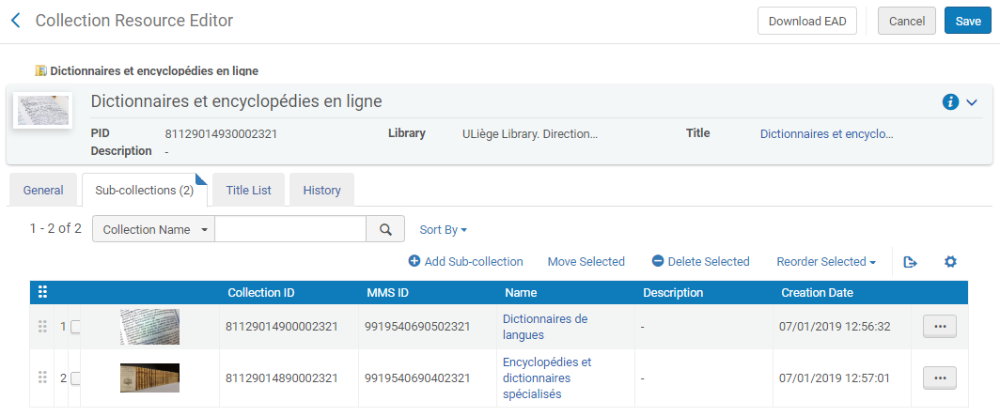 Collection Resource Editor
Download EAD
Cancel
Save
Dictionnaires et encyclopédies en ligne
Dictionnaires et encyclopédies en ligne
PID 81129014930002321 Library ULiège Library. Direction... Title Dictionnaires et encyclo...
Description -
General Sub-collections (2) Title List History
1 - 2 of 2 Collection Name Sort By
Add Sub-collection Move Selected Delete Selected Reorder Selected
Collection ID MMS ID Name Description Creation Date
1 81129014900002321 9919540690502321 Dictionnaires de - 07/01/2019 12:56:32
langues
Encyclopédies et
2 81129014890002321 9919540690402321 dictionnaires - 07/01/2019 12:57:01
spécialisés